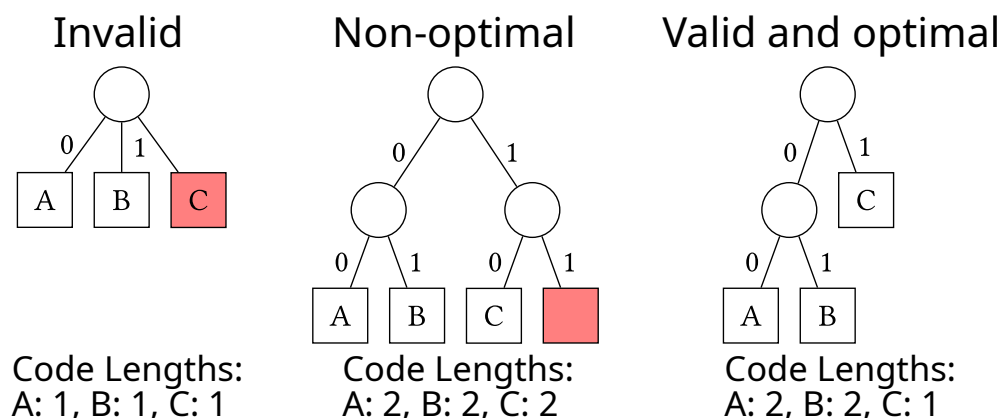 Invalid
Non-optimal
Valid and optimal
0
1
0
1
0
1
A
B
C
C
0
1
0
1
0
1
A
B
C
A
B
Code Lengths:
A: 1, B: 1, C: 1
Code Lengths:
A: 2, B: 2, C: 2
Code Lengths:
A: 2, B: 2, C: 1